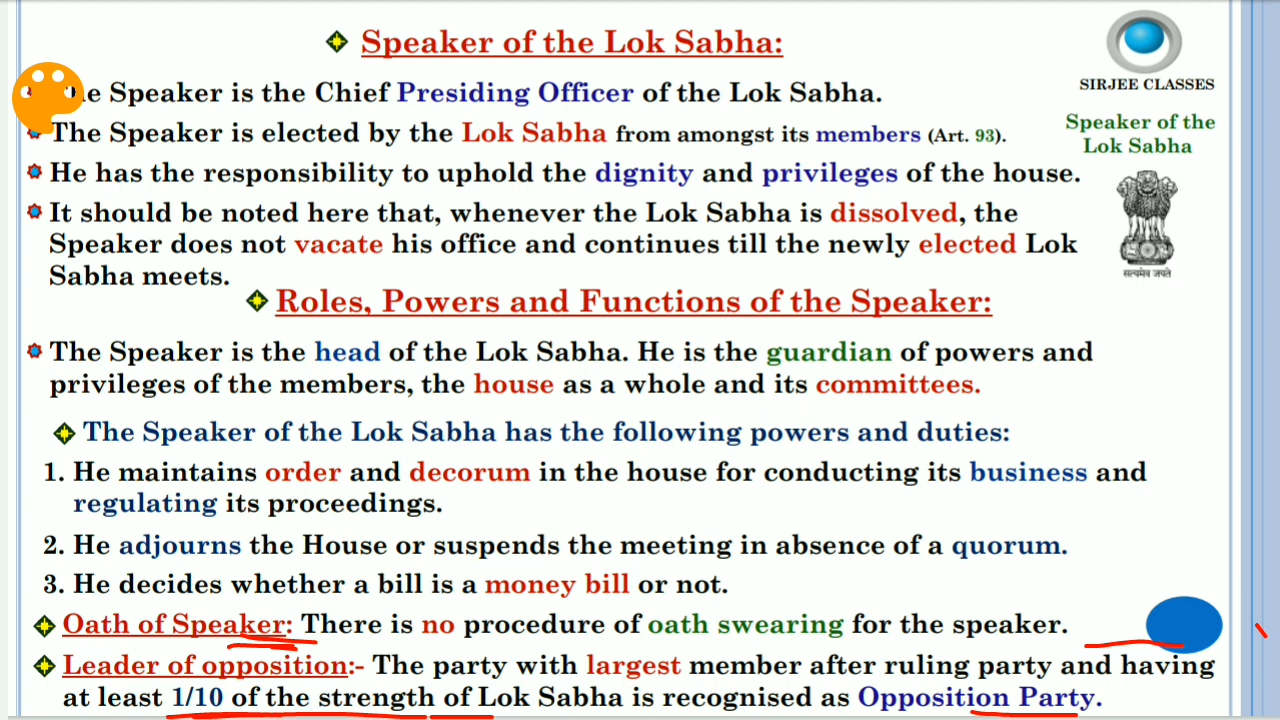 Speaker of the Lok Sabha:
SIRJEE CLASSES
Speaker is the Chief Presiding Officer of the Lok Sabha.
The Speaker is elected by the Lok Sabha from amongst its members (Art. 93).
Speaker of the
Lok Sabha
He has the responsibility to uphold the dignity and privileges of the house.
It should be noted here that, whenever the Lok Sabha is dissolved, the
Speaker does not vacate his office and continues till the newly elected Lok
Sabha meets.
सत्यमेव जयते
Roles, Powers and Functions of the Speaker:
The Speaker is the head of the Lok Sabha. He is the guardian of powers and
privileges of the members, the house as a whole and its committees.
The Speaker of the Lok Sabha has the following powers and duties:
1. He maintains order and decorum in the house for conducting its business and
regulating its proceedings.
2. He adjourns the House or suspends the meeting in absence of a quorum.
3. He decides whether a bill is a money bill or not.
Oath of Speaker: There is no procedure of oath swearing for the speaker.
Leader of opposition:- The party with largest member after ruling party and having
at least 1/10 of the strength of Lok Sabha is recognised as Opposition Party.